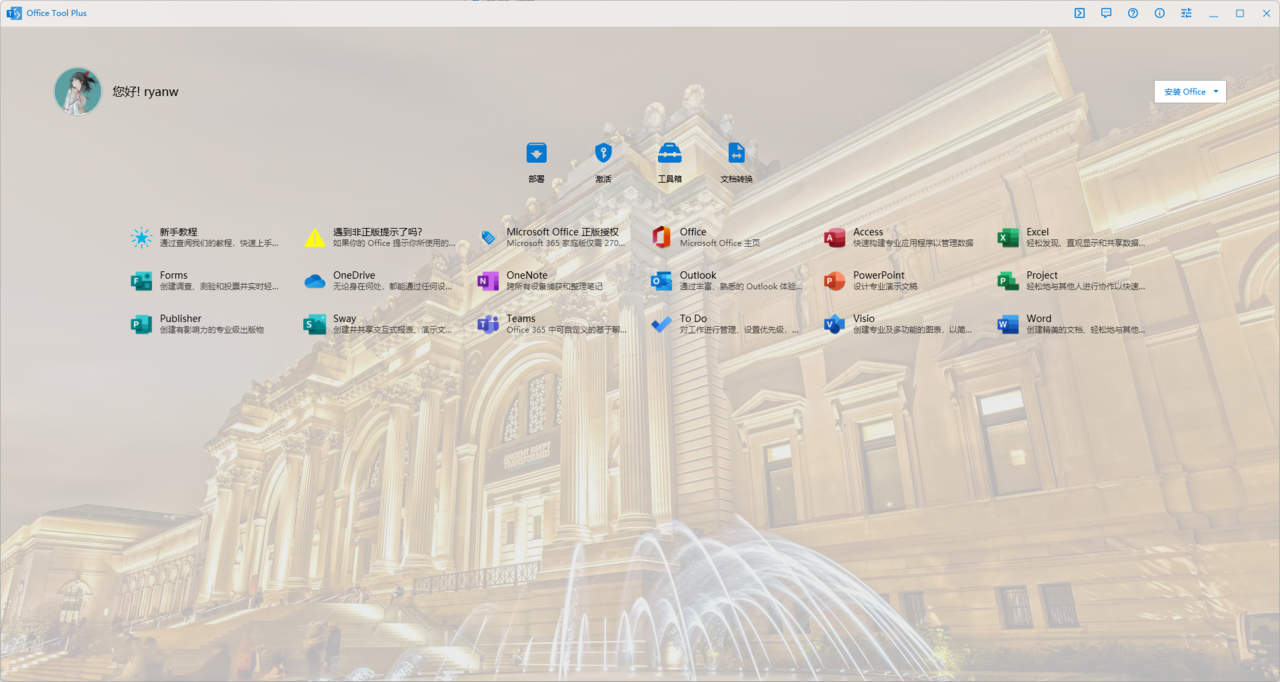 Office Tool Plus
您好! ryanw
安装 Office
部署
激活
工具箱
文档转换
新手教程
通过查阅我们的教程，快速上手...
遇到非正版提示了吗?
如果你的 Office 提示你所使用的...
Microsoft Office 正版授权
Microsoft 365 家庭版仅需 270...
Office
Microsoft Office 主页
Access
快速构建专业应用程序以管理数据
Excel
轻松发现、直观显示和共享数据...
Forms
创建调查、测验和投票并实时轻...
OneDrive
无论身在何处，都能通过任何设...
OneNote
跨所有设备捕获和整理笔记
Outlook
通过丰富、熟悉的 Outlook 体验...
PowerPoint
设计专业演示文稿
Project
轻松地与其他人进行协作以快速...
Publisher
创建有影响力的专业级出版物
Sway
创建并共享交互式报表、演示文...
Teams
Office 365 中可自定义的基于聊...
To Do
对工作进行管理、设置优先级，...
Visio
创建专业及多功能的图表，以简...
Word
创建精美的文档、轻松地与其他...
ANCIENT EGYPT
TRANSFORMED